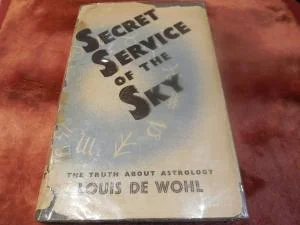 SECRET
SERVICE
OF THE
SKY
THE TRUTH ABOUT ASTROLOGY
LOUIS DE WOHL